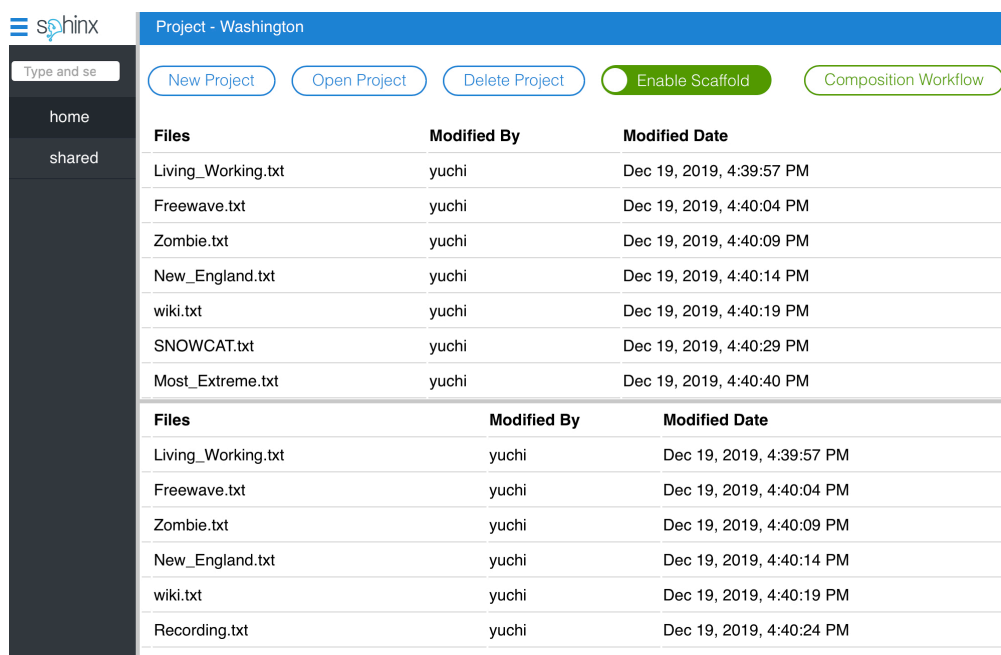 sphinx Project - Washington
Type and se
New Project Open Project Delete Project Enable Scaffold Composition Workflow
home
shared
Files Modified By Modified Date
Living_Working.txt yuchi Dec 19, 2019, 4:39:57 PM
Freewave.txt yuchi Dec 19, 2019, 4:40:04 PM
Zombie.txt yuchi Dec 19, 2019, 4:40:09 PM
New_England.txt yuchi Dec 19, 2019, 4:40:14 PM
wiki.txt yuchi Dec 19, 2019, 4:40:19 PM
SNOWCAT.txt yuchi Dec 19, 2019, 4:40:29 PM
Most_Extreme.txt yuchi Dec 19, 2019, 4:40:40 PM
Files Modified By Modified Date
Living_Working.txt yuchi Dec 19, 2019, 4:39:57 PM
Freewave.txt yuchi Dec 19, 2019, 4:40:04 PM
Zombie.txt yuchi Dec 19, 2019, 4:40:09 PM
New_England.txt yuchi Dec 19, 2019, 4:40:14 PM
wiki.txt yuchi Dec 19, 2019, 4:40:19 PM
Recording.txt yuchi Dec 19, 2019, 4:40:24 PM